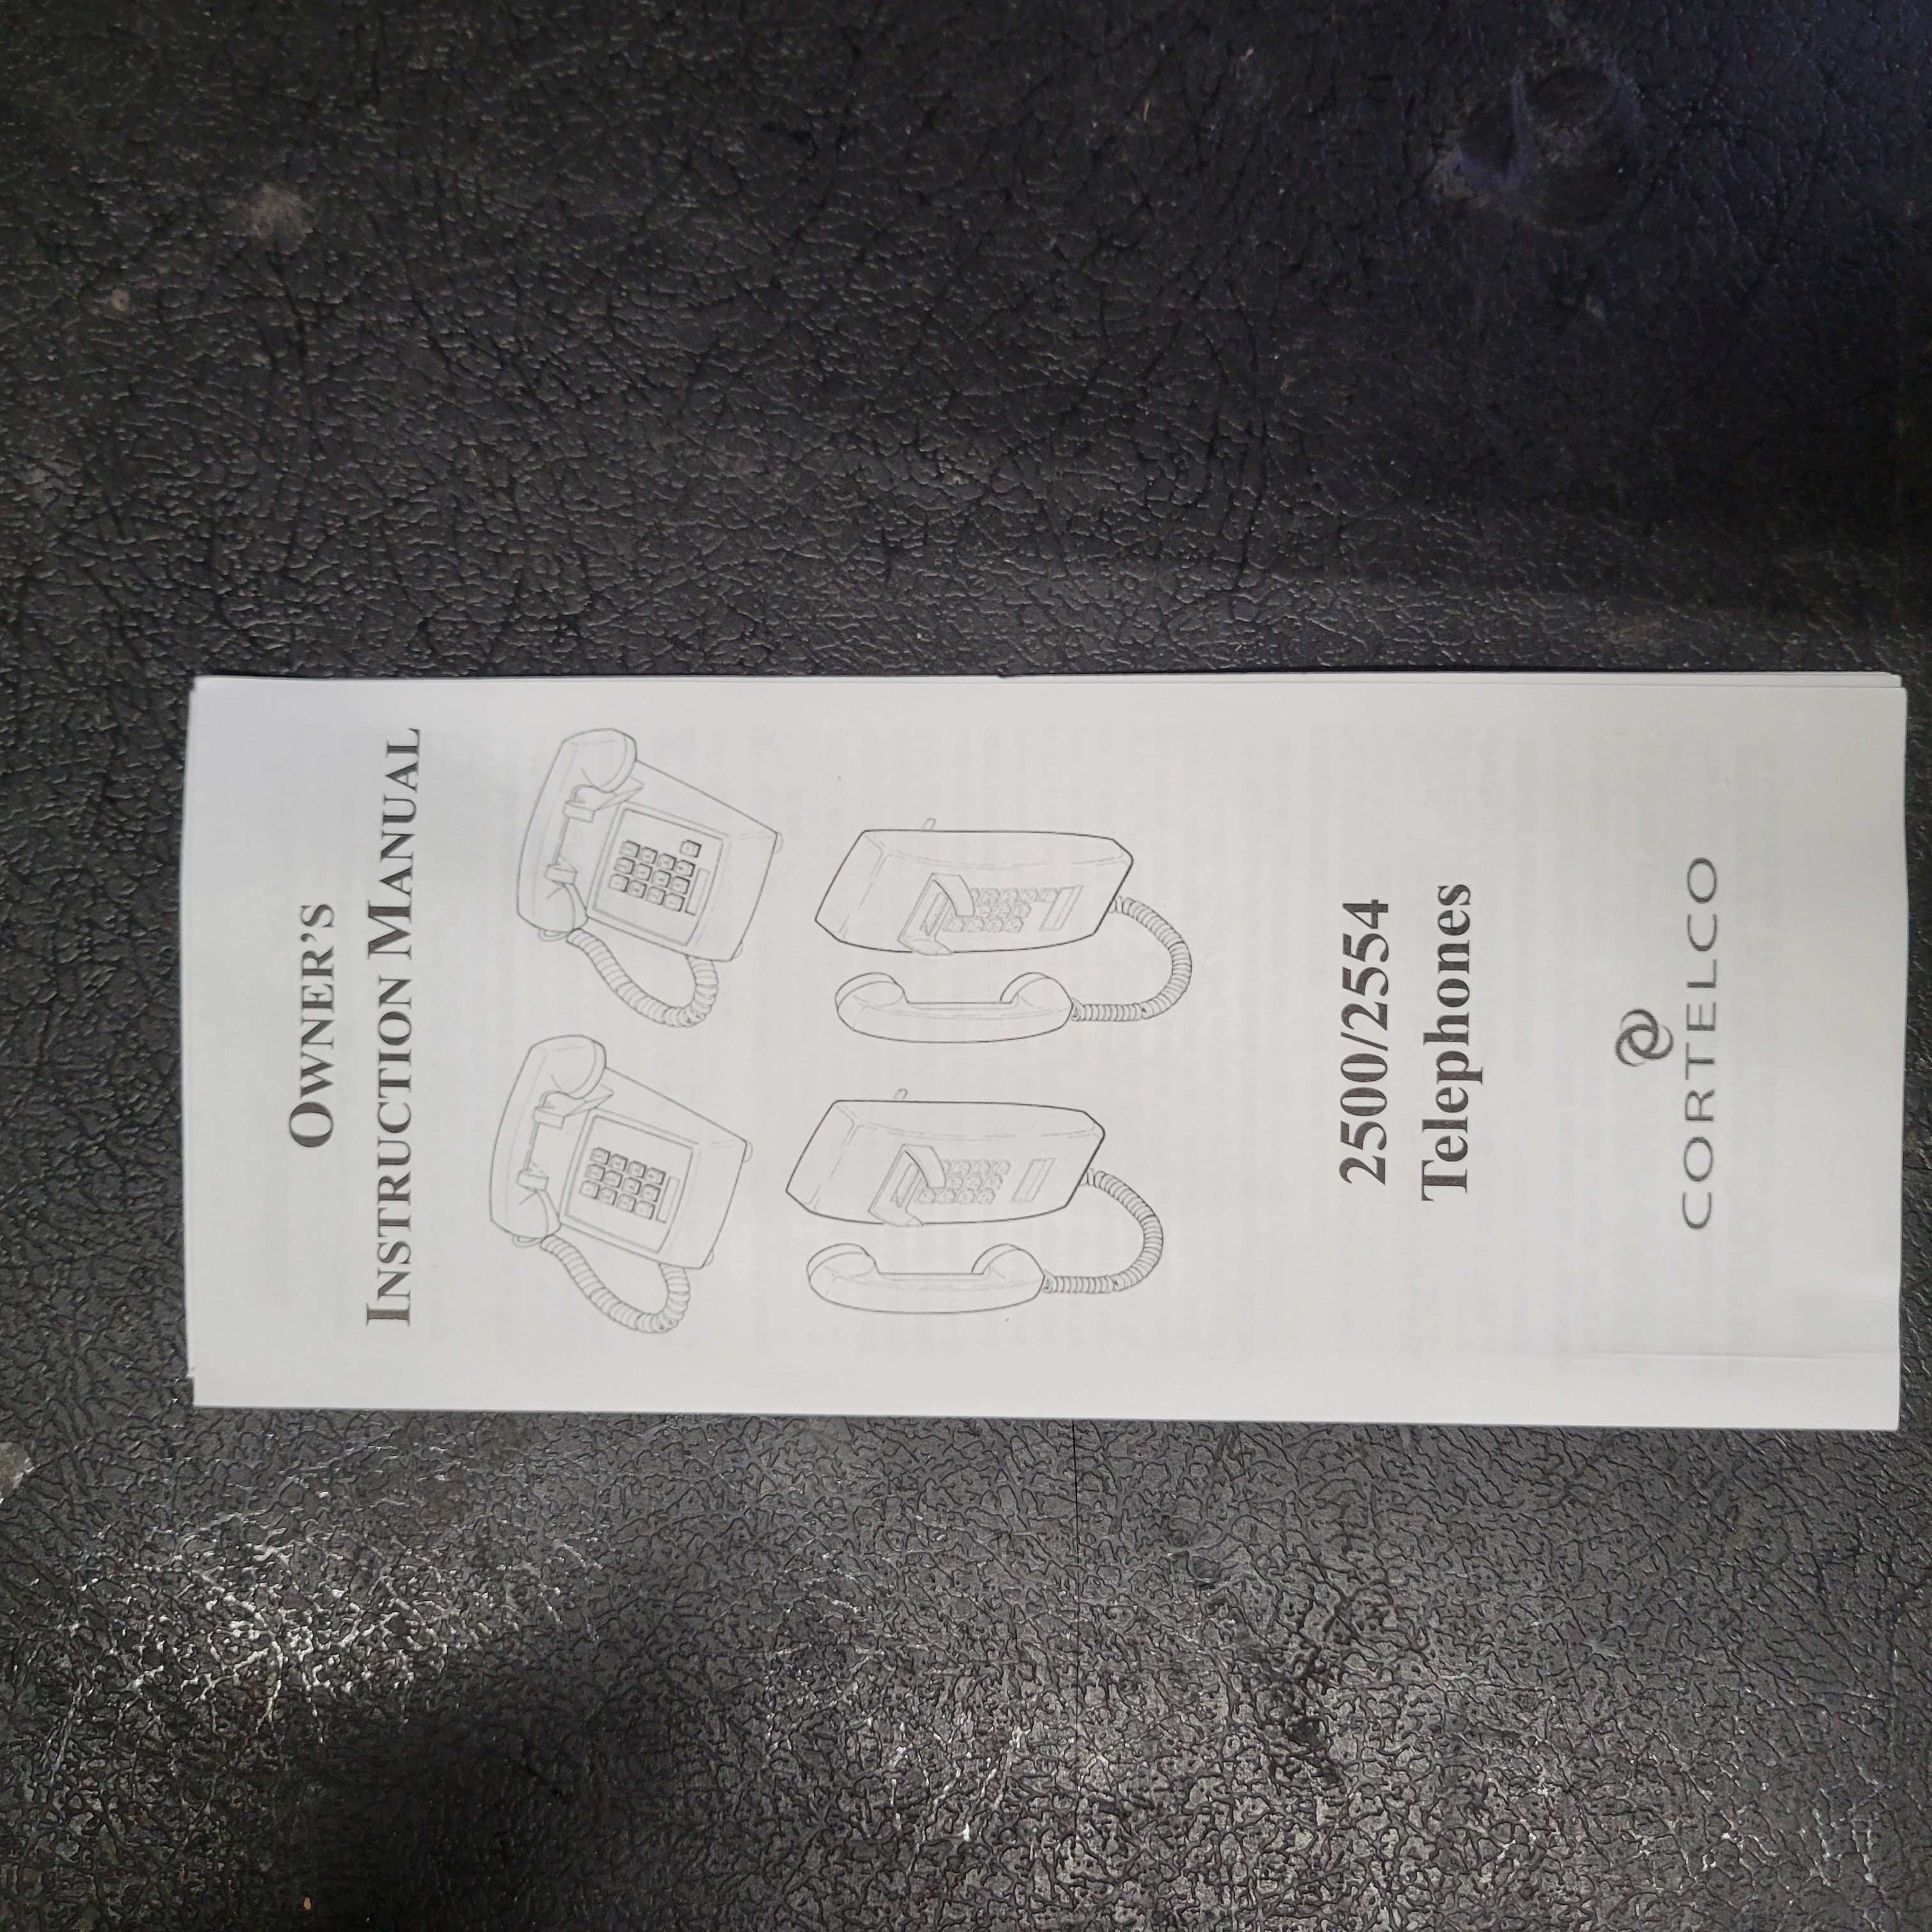 OWNER'S
INSTRUCTION MANUAL
2500/2554
Telephones
CORTELCO